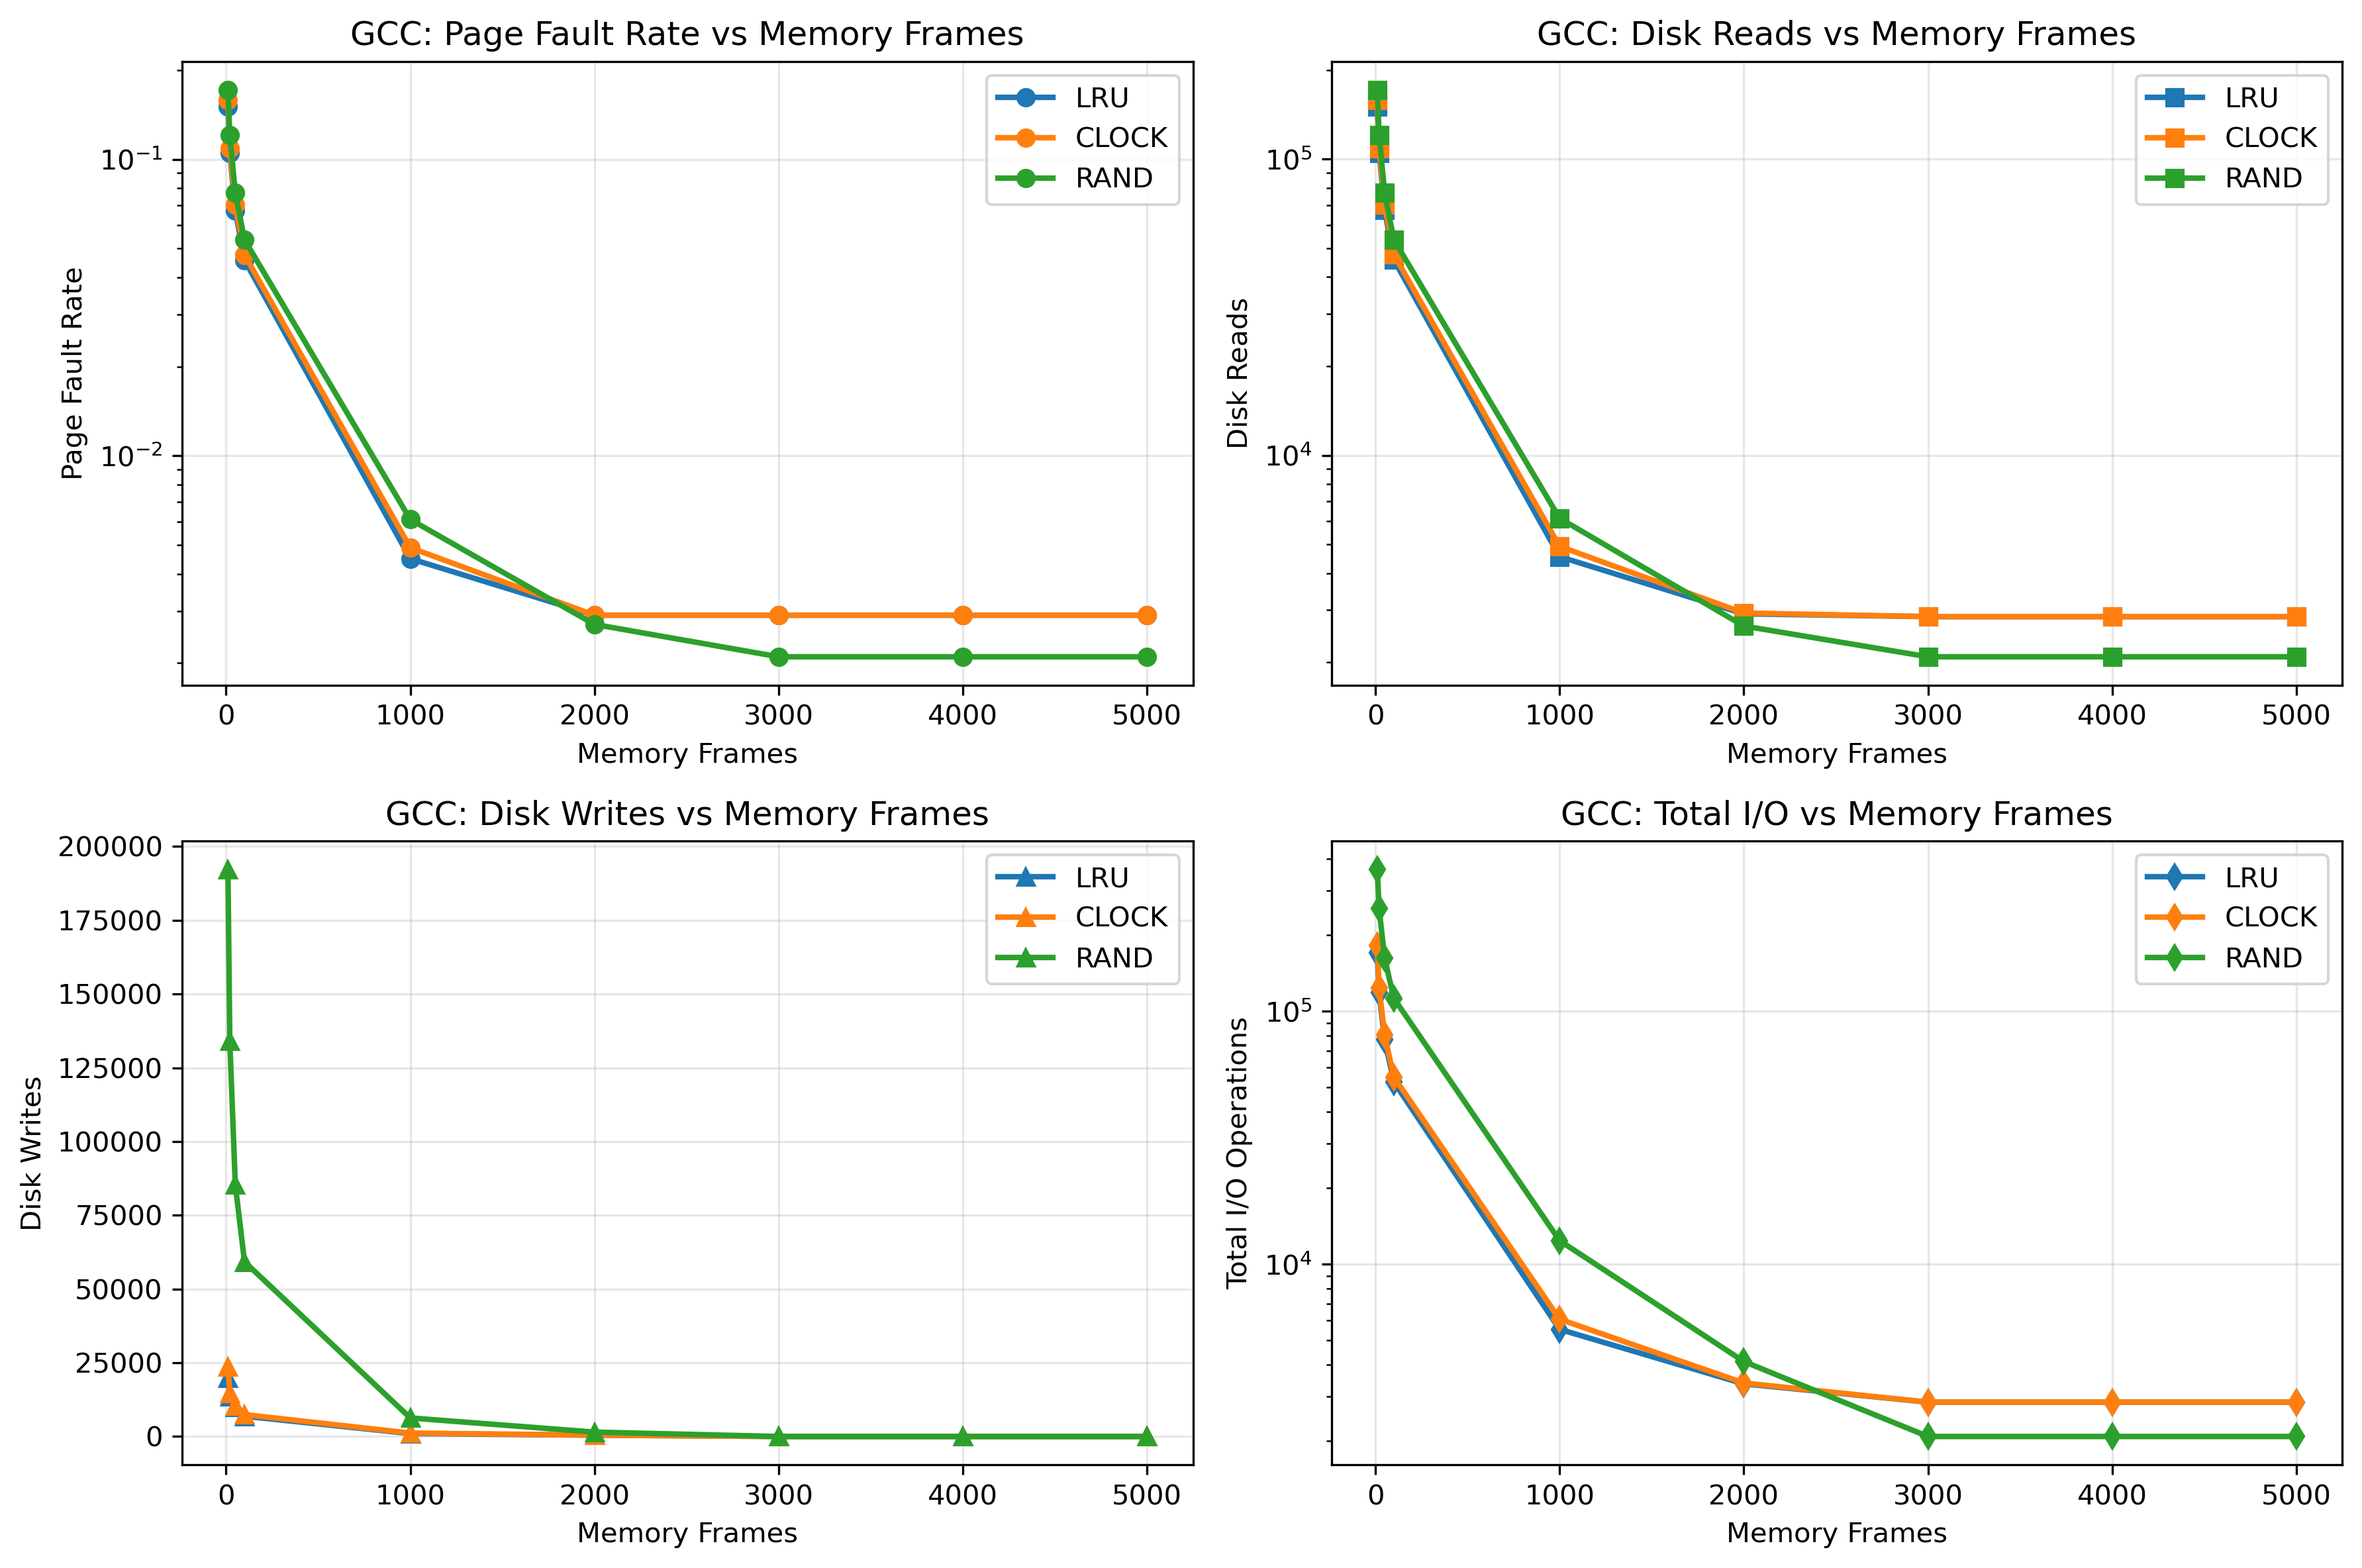 GCC: Page Fault Rate vs Memory Frames
Page Fault Rate
10⁻¹
10⁻²
LRU
CLOCK
RAND
0 1000 2000 3000 4000 5000
Memory Frames
GCC: Disk Reads vs Memory Frames
Disk Reads
10⁵
10⁴
LRU
CLOCK
RAND
0 1000 2000 3000 4000 5000
Memory Frames
GCC: Disk Writes vs Memory Frames
Disk Writes
200000
175000
150000
125000
100000
75000
50000
25000
0
LRU
CLOCK
RAND
0 1000 2000 3000 4000 5000
Memory Frames
GCC: Total I/O vs Memory Frames
Total I/O Operations
10⁵
10⁴
LRU
CLOCK
RAND
0 1000 2000 3000 4000 5000
Memory Frames